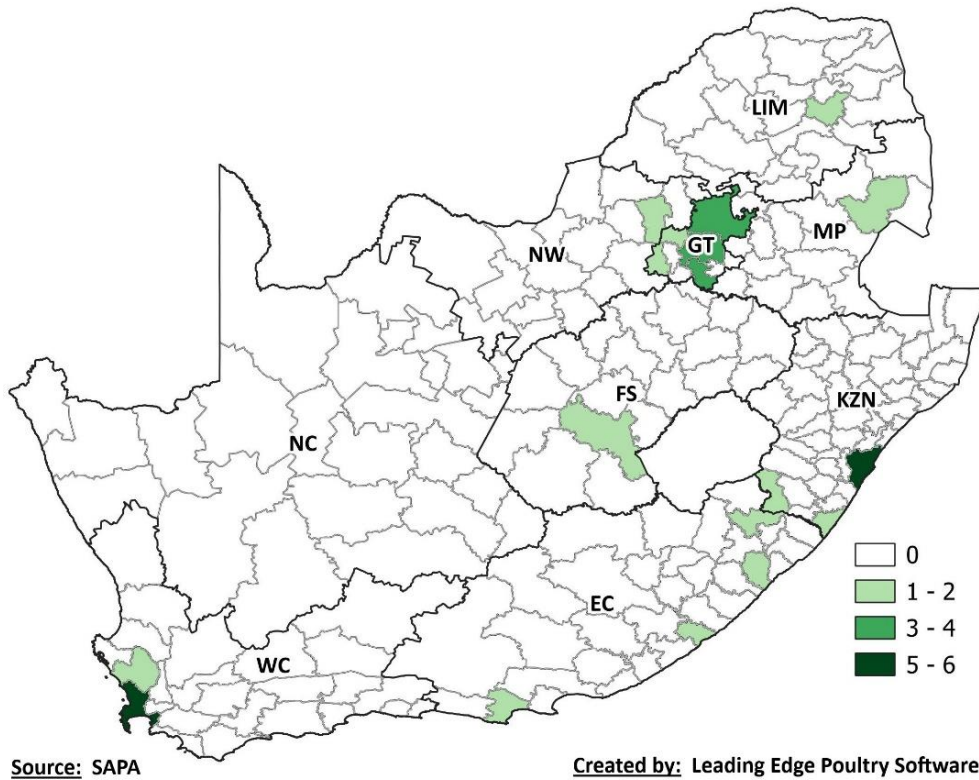 LIM
MP
GT
NW
FS
KZN
NC
EC
WC
0
1 - 2
3 - 4
5 - 6
Source: SAPA
Created by: Leading Edge Poultry Software